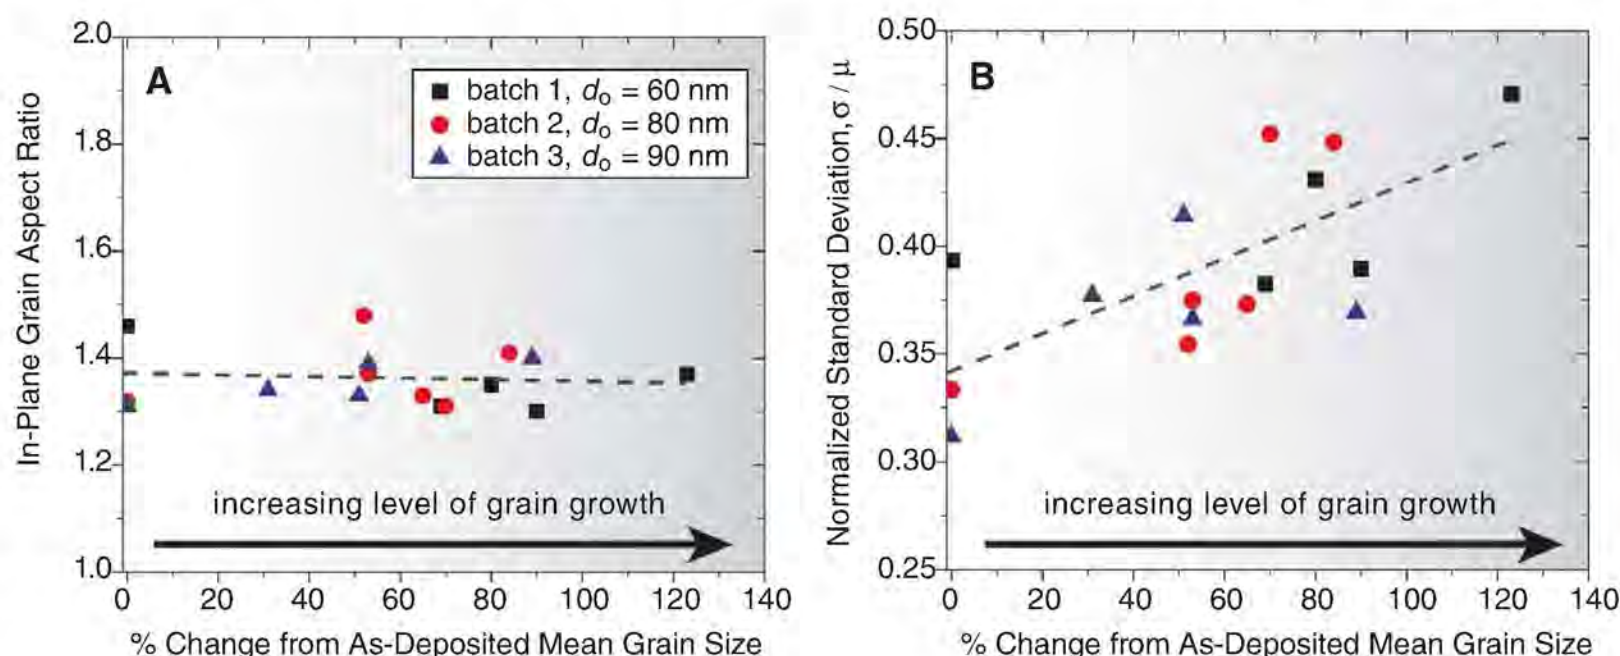 A
In-Plane Grain Aspect Ratio
2.0
1.8
1.6
1.4
1.2
1.0
batch 1, dₒ = 60 nm
batch 2, dₒ = 80 nm
batch 3, dₒ = 90 nm
increasing level of grain growth
0 20 40 60 80 100 120 140
% Change from As-Deposited Mean Grain Size
B
Normalized Standard Deviation, σ / μ
0.50
0.45
0.40
0.35
0.30
0.25
increasing level of grain growth
0 20 40 60 80 100 120 140
% Change from As-Deposited Mean Grain Size